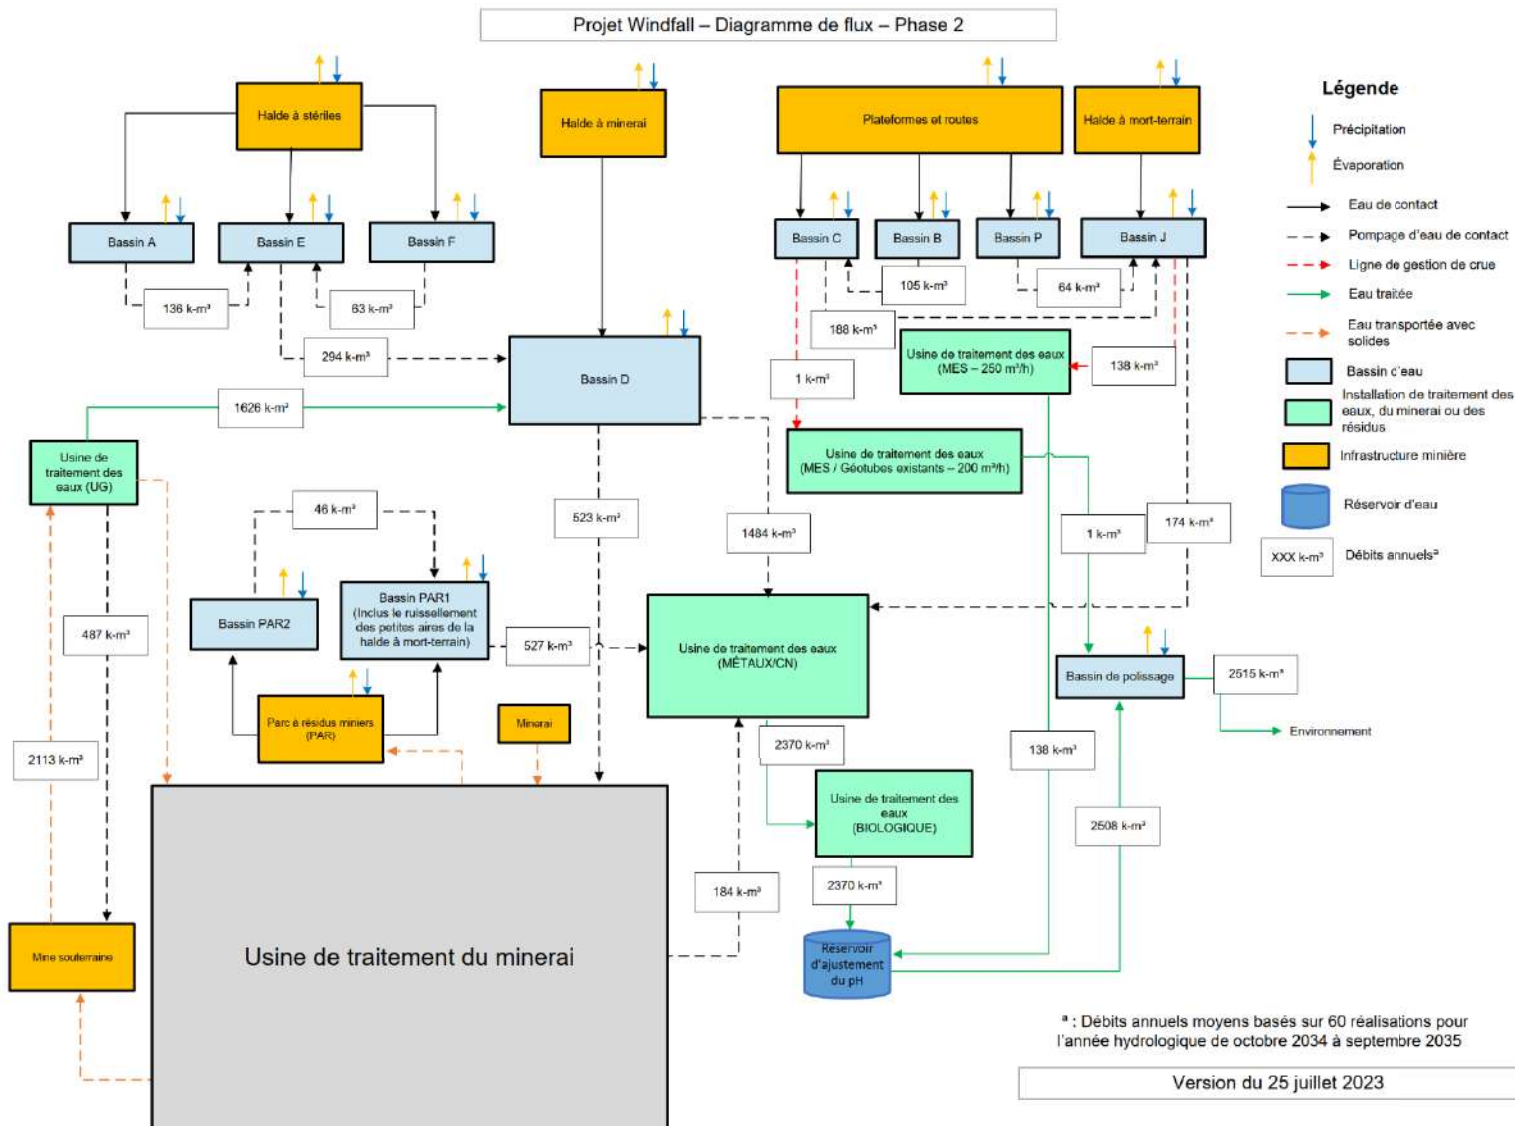 Projet Windfall – Diagramme de flux – Phase 2
Halde à stériles
Halde à minerai
Plateformes et routes
Halde à mort-terrain
Légende
Précipitation
Évaporation
Eau de contact
Pompage d'eau de contact
Ligne de gestion de crue
Eau traitée
Eau transportée avec
solides
Bassin d'eau
Installation de traitement des
eaux, du minerai ou des
résidus
Infrastructure minière
Réservoir d'eau
XXX k-m³
Débits annuelsª
Bassin A
Bassin E
Bassin F
Bassin C
Bassin B
Bassin P
Bassin J
136 k-m³
63 k-m³
105 k-m³
64 k-m³
188 k-m³
294 k-m³
Bassin D
Usine de traitement des eaux
(MES – 250 m³/h)
138 k-m³
1 k-m³
1626 k-m³
Usine de
traitement des
eaux (UG)
Usine de traitement des eaux
(MES / Géotubes existants – 200 m³/h)
46 k-m³
523 k-m³
1484 k-m³
1 k-m³
174 k-m³
Bassin PAR2
Bassin PAR1
(Inclus le ruissellement
des petites aires de la
halde à mort-terrain)
487 k-m³
527 k-m³
Usine de traitement des eaux
(MÉTAUX/CN)
Bassin de polissage
2515 k-m³
Environnement
Parc à résidus miniers
(PAR)
Minerai
2113 k-m³
2370 k-m³
138 k-m³
Usine de traitement des
eaux
(BIOLOGIQUE)
2508 k-m³
184 k-m³
2370 k-m³
Mine souterraine
Usine de traitement du minerai
Réservoir
d'ajustement
du pH
ª : Débits annuels moyens basés sur 60 réalisations pour
l'année hydrologique de octobre 2034 à septembre 2035
Version du 25 juillet 2023